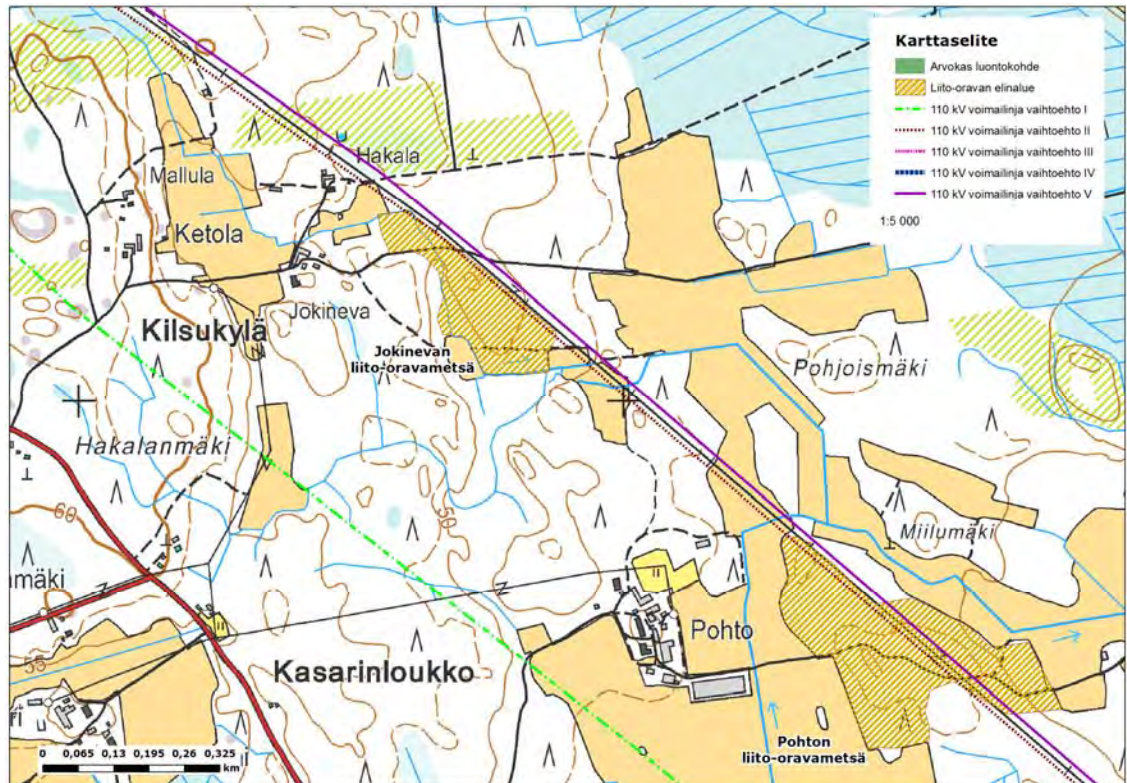 Karttaselite
Arvokas luontokohde
Liito-oravan elinalue
110 kV voimailinja vaihtoehto I
110 kV voimailinja vaihtoehto II
110 kV voimailinja vaihtoehto III
110 kV voimailinja vaihtoehto IV
110 kV voimailinja vaihtoehto V
1:5 000
Hakala
Mallula
Ketola
Jokineva
Kilsukylä
Jokinevan
liito-oravametsä
Pohjoismäki
Hakalanmäki
60
50
Miilumäki
mäki
Pohto
55
Kasarinloukko
ri
Pohton
liito-oravametsä
0 0,065 0,13 0,195 0,26 0,325
km